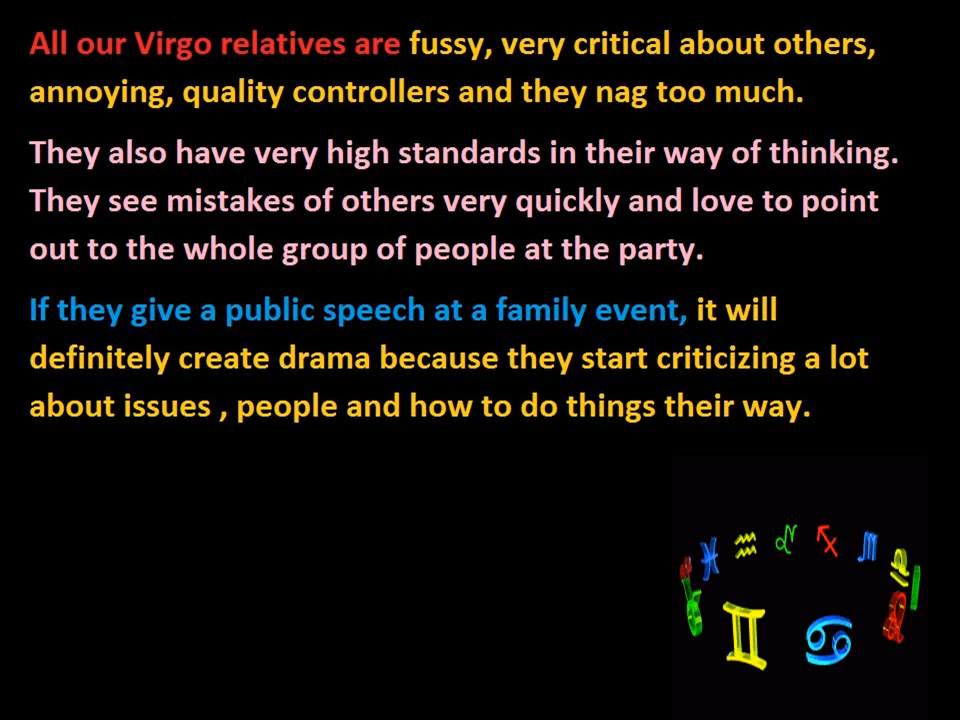 All our Virgo relatives are fussy, very critical about others,
annoying, quality controllers and they nag too much.
They also have very high standards in their way of thinking.
They see mistakes of others very quickly and love to point
out to the whole group of people at the party.
If they give a public speech at a family event, it will
definitely create drama because they start criticizing a lot
about issues , people and how to do things their way.